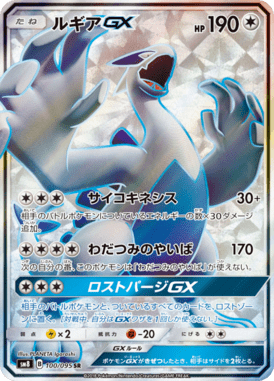 たね ルギアGX HP 190
サイコキネシス 30+
相手のバトルポケモンについているエネルギーの数×30ダメージ
追加。
わだつみのやいば 170
次の自分の番、このポケモンは「わだつみのやいば」が使えない。
ロストパージGX
相手のバトルポケモンと、ついているすべてのカードを、ロストゾー
ンに置く。[対戦中、自分はGXワザを1回しか使えない。]
弱点 ×2 抵抗力 -20 にげる
GXルール
ポケモンGXがきぜつしたとき、相手はサイドを2枚とる。
sm8 B 100/095 SR